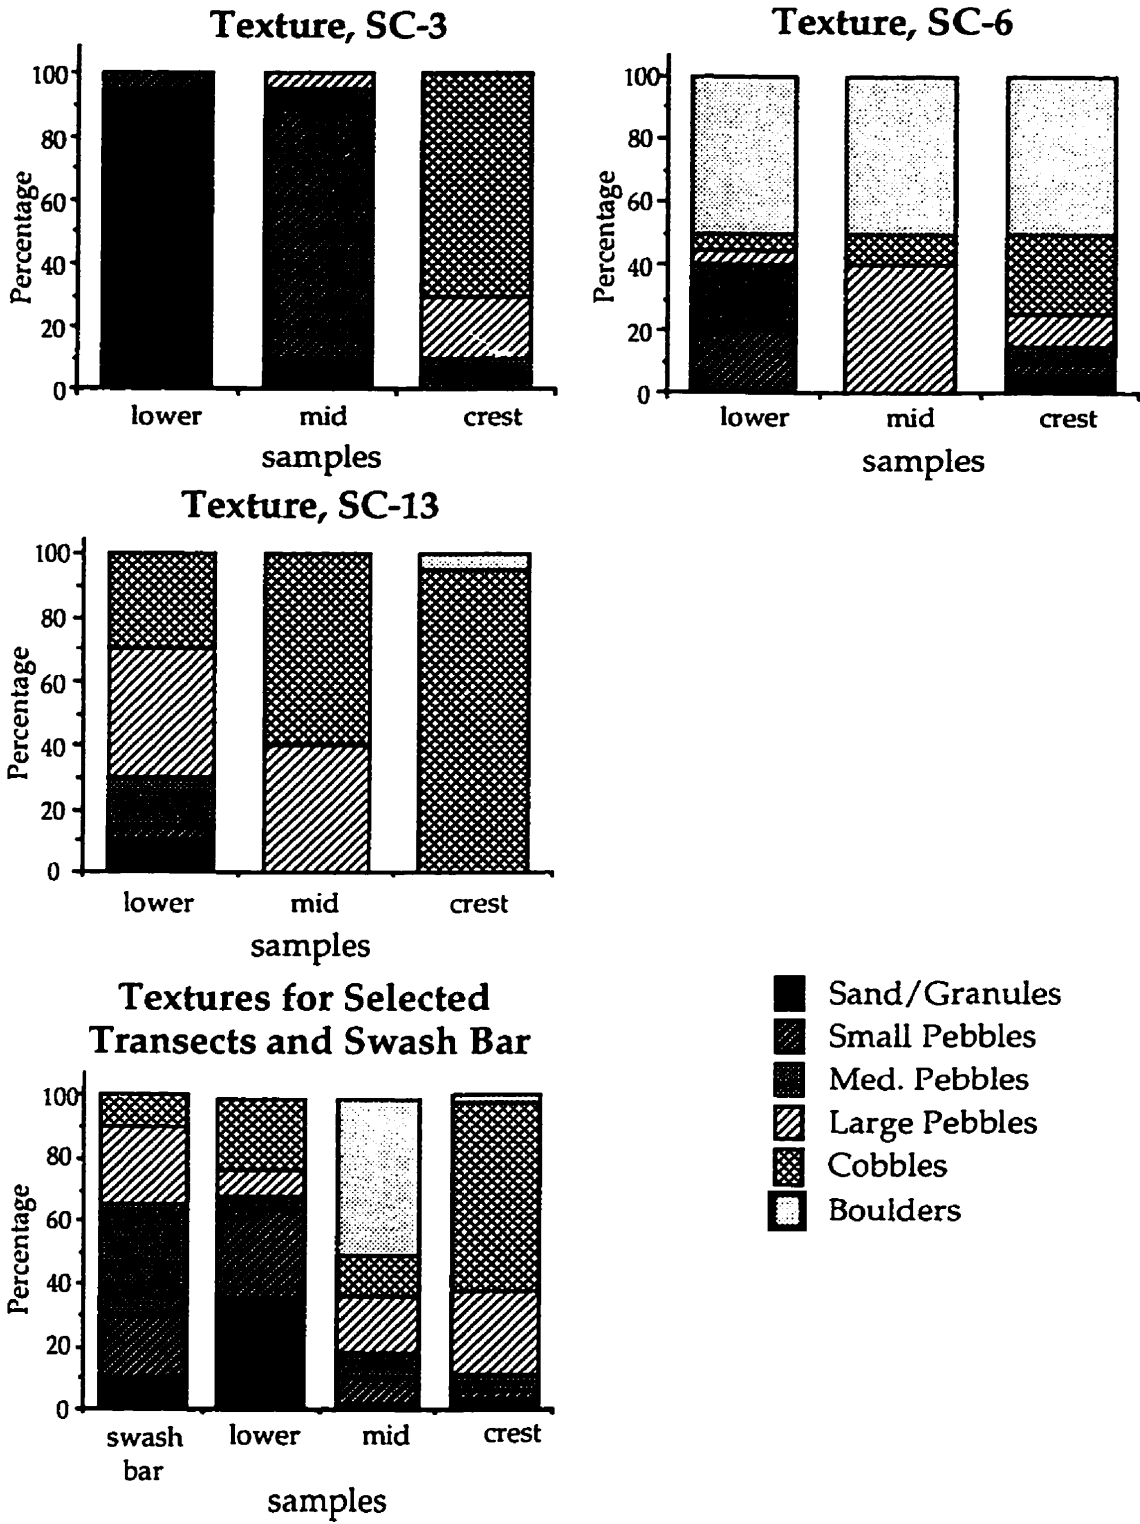 Texture, SC-3
100
80
60
40
20
0
Percentage
lower mid crest
samples
Texture, SC-6
100
80
60
40
20
0
Percentage
lower mid crest
samples
Texture, SC-13
100
80
60
40
20
0
Percentage
lower mid crest
samples
Textures for Selected
Transects and Swash Bar
100
80
60
40
20
0
Percentage
swash lower mid crest
bar
samples
Sand/Granules
Small Pebbles
Med. Pebbles
Large Pebbles
Cobbles
Boulders